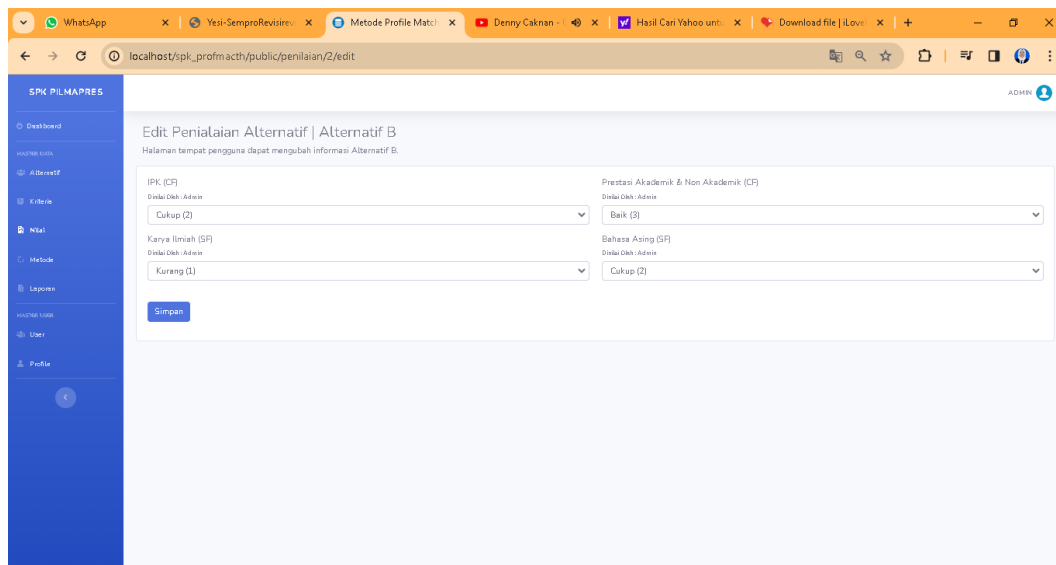 WhatsApp
Yesi-SemproRevisirev
Metode Profile Match
Denny Caknan -
Hasil Cari Yahoo untu
Download file | iLove
localhost/spk_profmacth/public/penilaian/2/edit
SPK PILMAPRES
ADMIN
Dashboard
MASTER DATA
Alternatif
Kriteria
Nilai
Metode
Laporan
MASTER USER
User
Profile
Edit Penialaian Alternatif | Alternatif B
Halaman tempat pengguna dapat mengubah informasi Alternatif B.
IPK (CF)
Dinilai Oleh : Admin
Cukup (2)
Prestasi Akademik & Non Akademik (CF)
Dinilai Oleh : Admin
Baik (3)
Karya Ilmiah (SF)
Dinilai Oleh : Admin
Kurang (1)
Bahasa Asing (SF)
Dinilai Oleh : Admin
Cukup (2)
Simpan